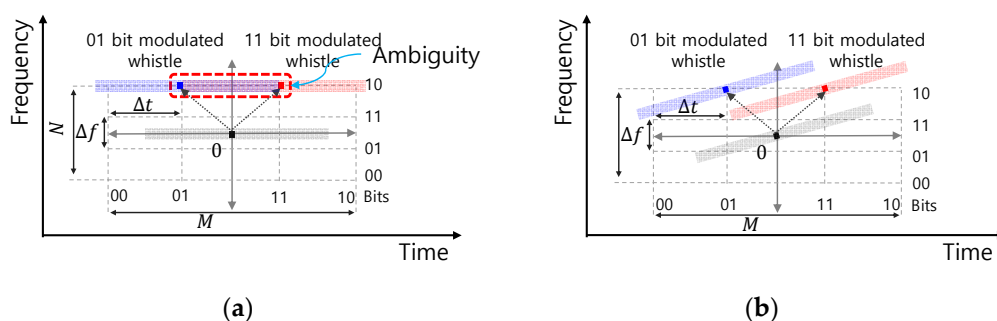 Frequency
01 bit modulated
whistle
11 bit modulated
whistle
Ambiguity
10
11
01
00
N
Δf
Δt
0
00 01 11 10 Bits
M
Time
(a)
Frequency
01 bit modulated
whistle
11 bit modulated
whistle
10
11
01
00
Δf
Δt
0
00 01 11 10 Bits
M
Time
(b)